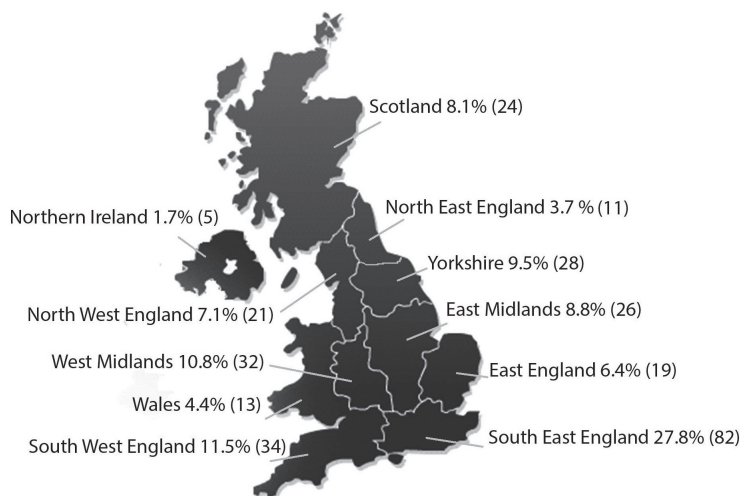 Scotland 8.1% (24)
North East England 3.7 % (11)
Northern Ireland 1.7% (5)
Yorkshire 9.5% (28)
North West England 7.1% (21)
East Midlands 8.8% (26)
West Midlands 10.8% (32)
East England 6.4% (19)
Wales 4.4% (13)
South West England 11.5% (34)
South East England 27.8% (82)